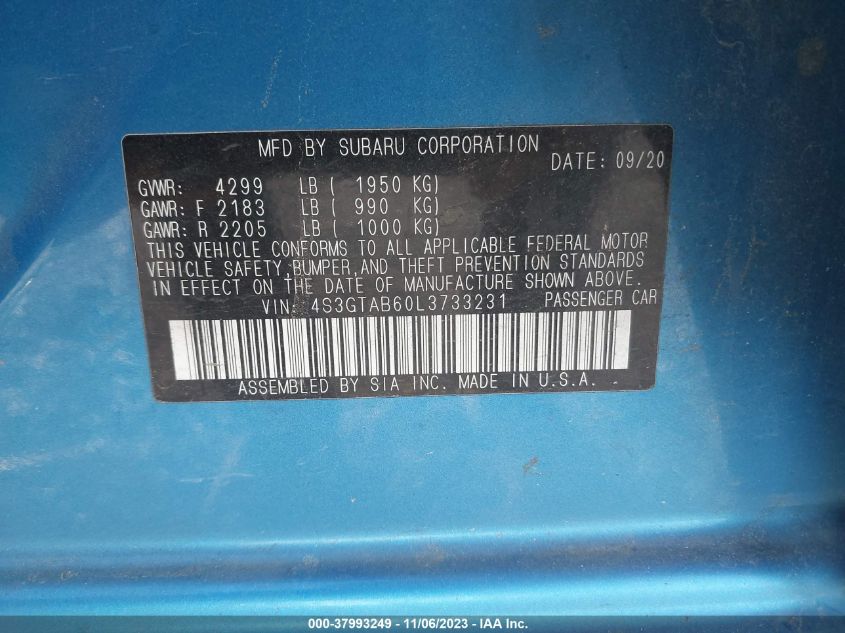 MFD BY SUBARU CORPORATION
DATE: 09/20
GVWR: 4299 LB ( 1950 KG)
GAWR: F 2183 LB ( 990 KG)
GAWR: R 2205 LB ( 1000 KG)
THIS VEHICLE CONFORMS TO ALL APPLICABLE FEDERAL MOTOR
VEHICLE SAFETY, BUMPER, AND THEFT PREVENTION STANDARDS
IN EFFECT ON THE DATE OF MANUFACTURE SHOWN ABOVE.
VIN: 4S3GTAB60L3733231 PASSENGER CAR
ASSEMBLED BY SIA INC. MADE IN U.S.A.
000-37993249 - 11/06/2023 - IAA Inc.